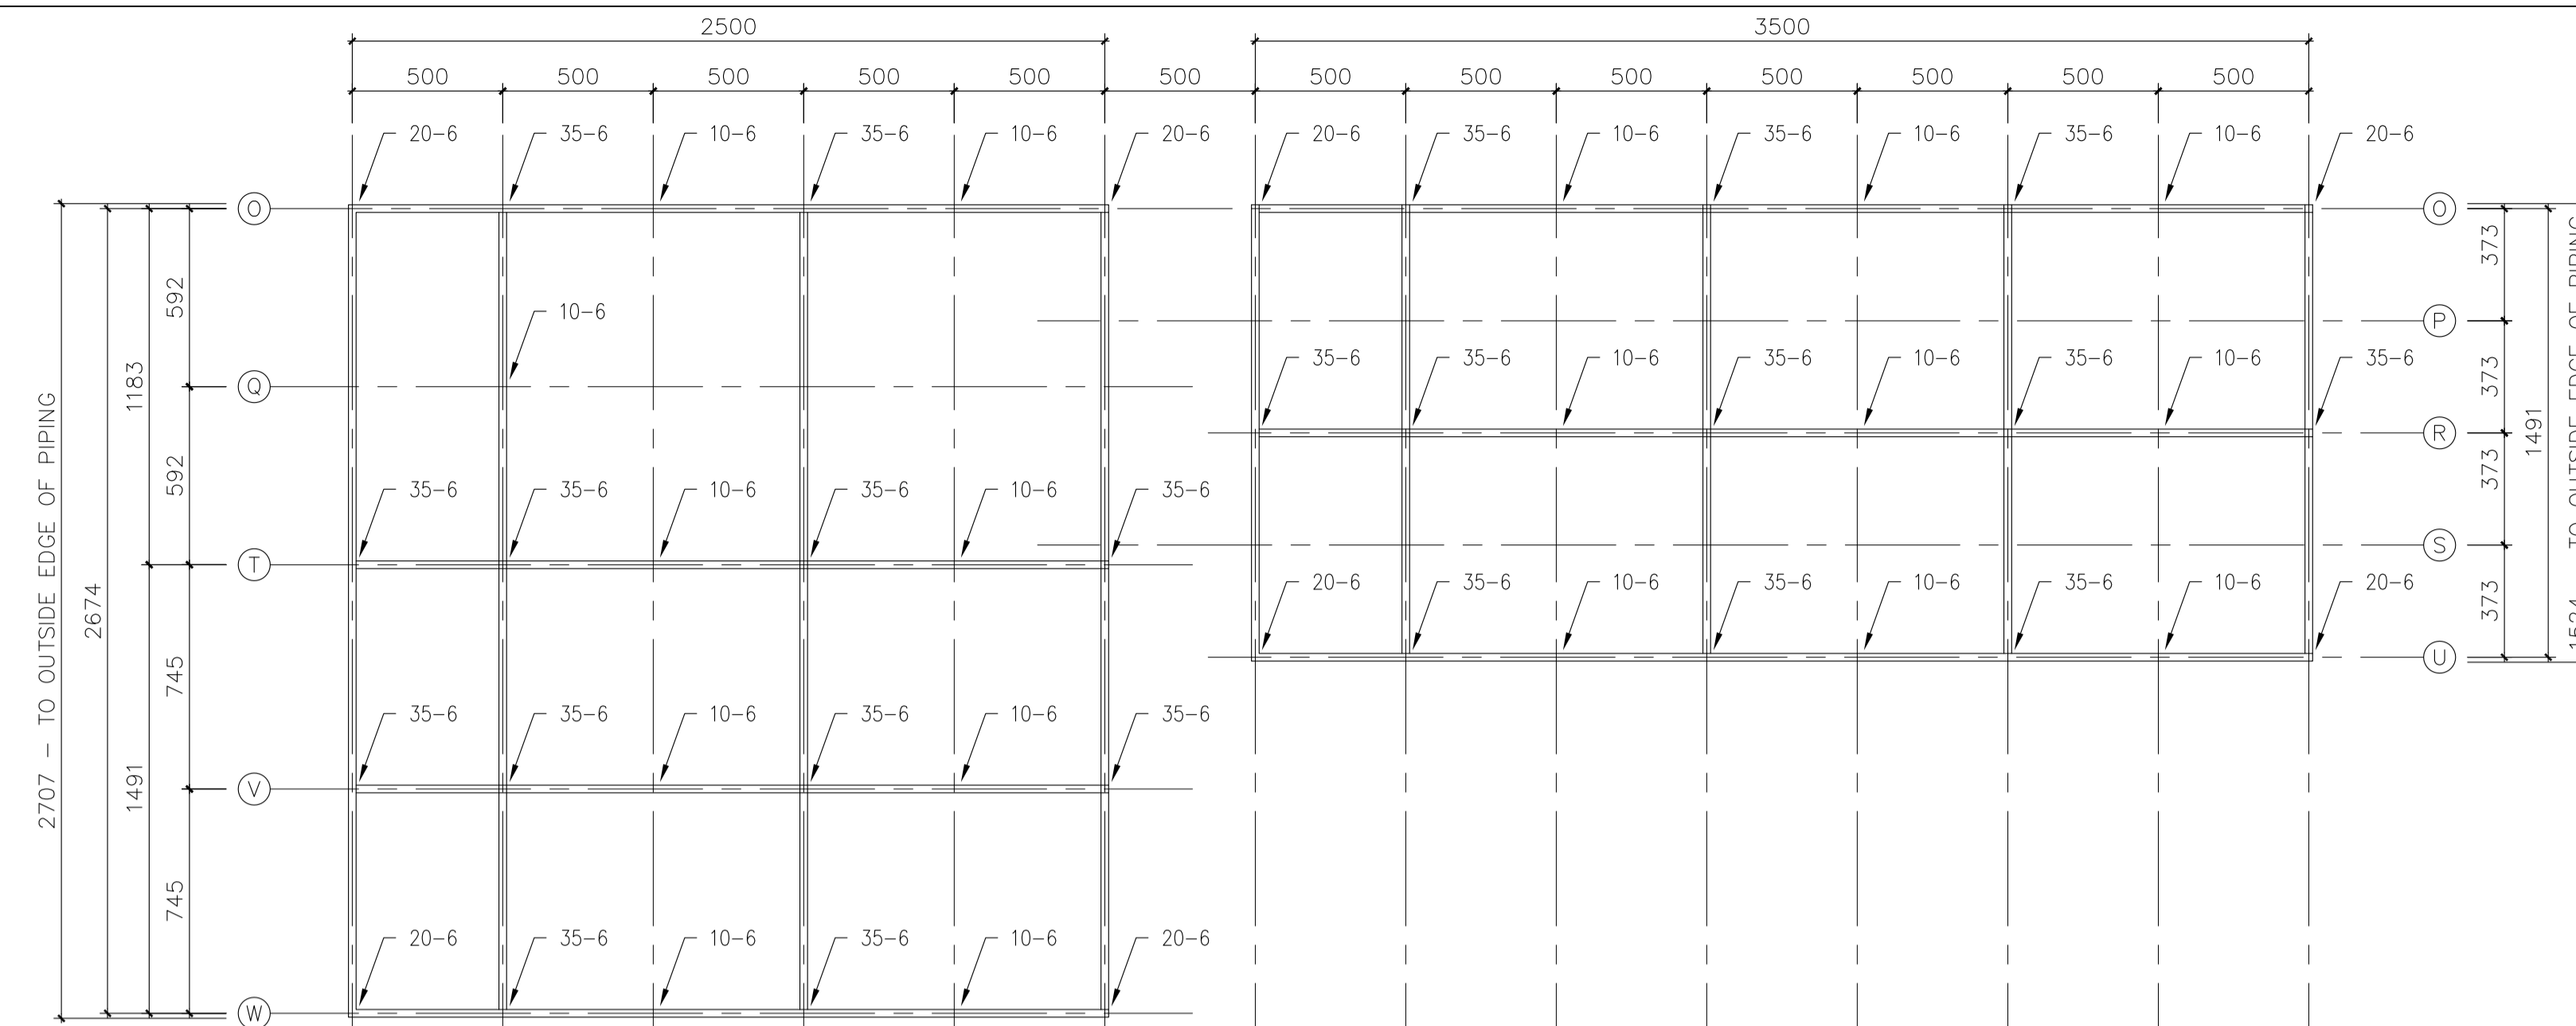 2500
3500
500 500 500 500 500 500 500 500 500 500 500 500 500
20-6 35-6 10-6 35-6 10-6 20-6 20-6 35-6 10-6 35-6 10-6 35-6 10-6 20-6
O
O
592
373
10-6
P
1183
35-6 35-6 10-6 35-6 10-6 35-6 10-6 35-6
373
Q
2707 - TO OUTSIDE EDGE OF PIPING
R
1491
592
373
35-6 35-6 10-6 35-6 10-6 35-6
T
S
2674
20-6 35-6 10-6 35-6 10-6 35-6 10-6 20-6
373
U
745
35-6 35-6 10-6 35-6 10-6 35-6
1491
V
745
20-6 35-6 10-6 35-6 10-6 20-6
W